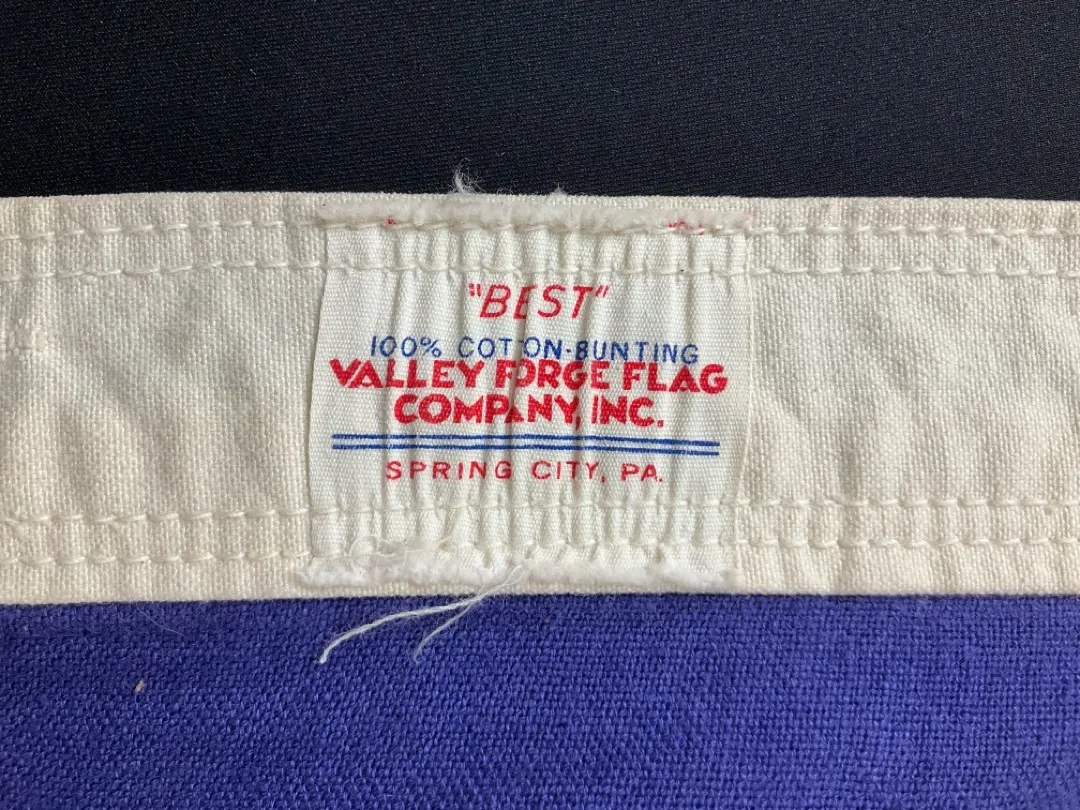 "BEST"
100% COTTON-BUNTING
VALLEY FORGE FLAG
COMPANY, INC.
SPRING CITY, PA.